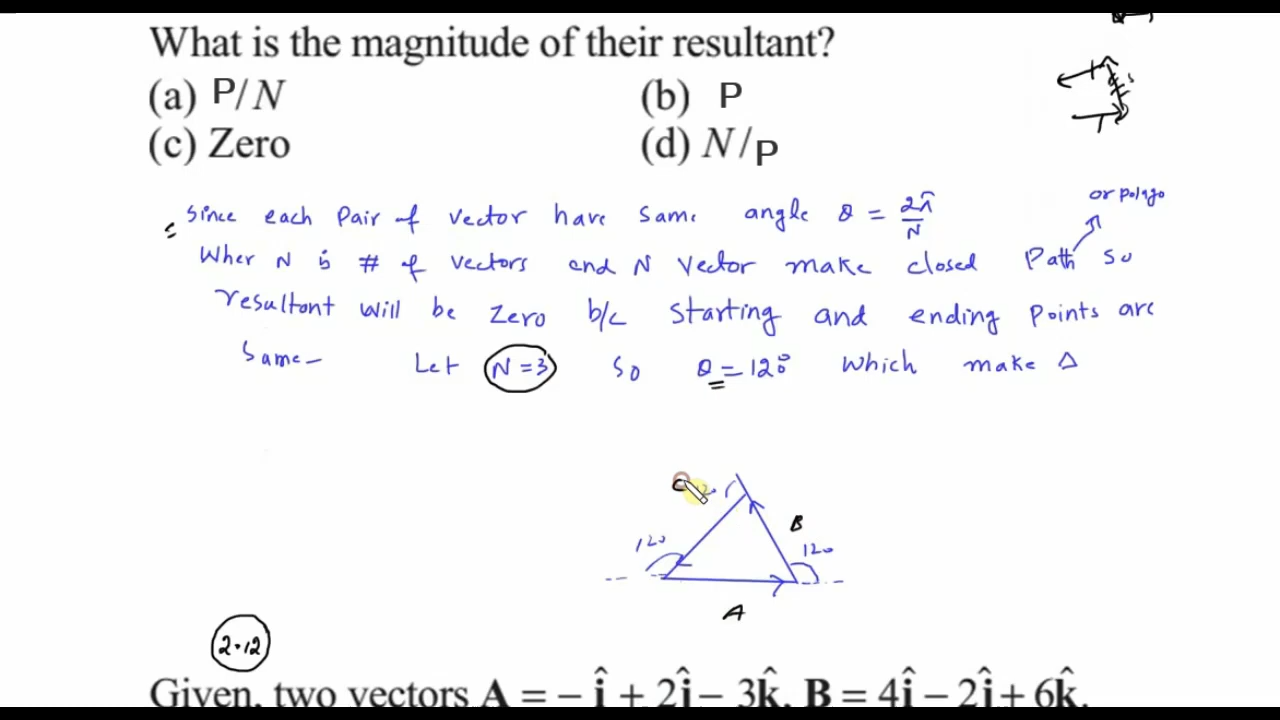 What is the magnitude of their resultant?
(a) P/N
(b) P
(c) Zero
(d) N/P
or polygo
Since each Pair of vector have same angle θ = 2π/N
Wher N is # of vectors and N vector make closed Path so
resultant will be zero b/c starting and ending points are
same- Let N = 3 so θ = 120° which make Δ
C
120
B
120
120
A
2.12
Given, two vectors A = – î + 2ĵ – 3k̂, B = 4î – 2ĵ + 6k̂.